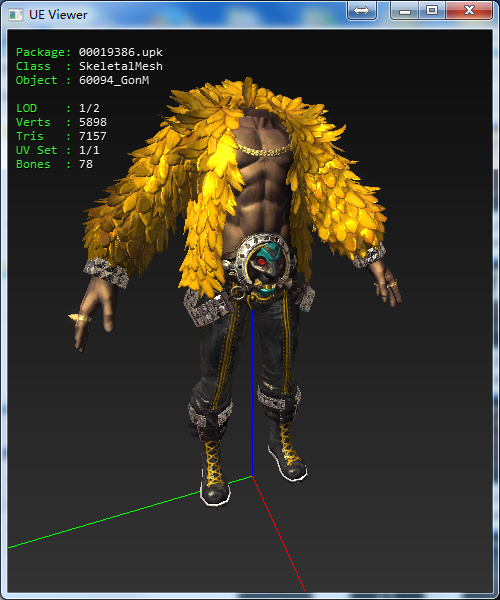 UE Viewer
Package: 00019386.upk
Class : SkeletalMesh
Object : 60094_GonM
LOD : 1/2
Verts : 5898
Tris : 7157
UV Set : 1/1
Bones : 78